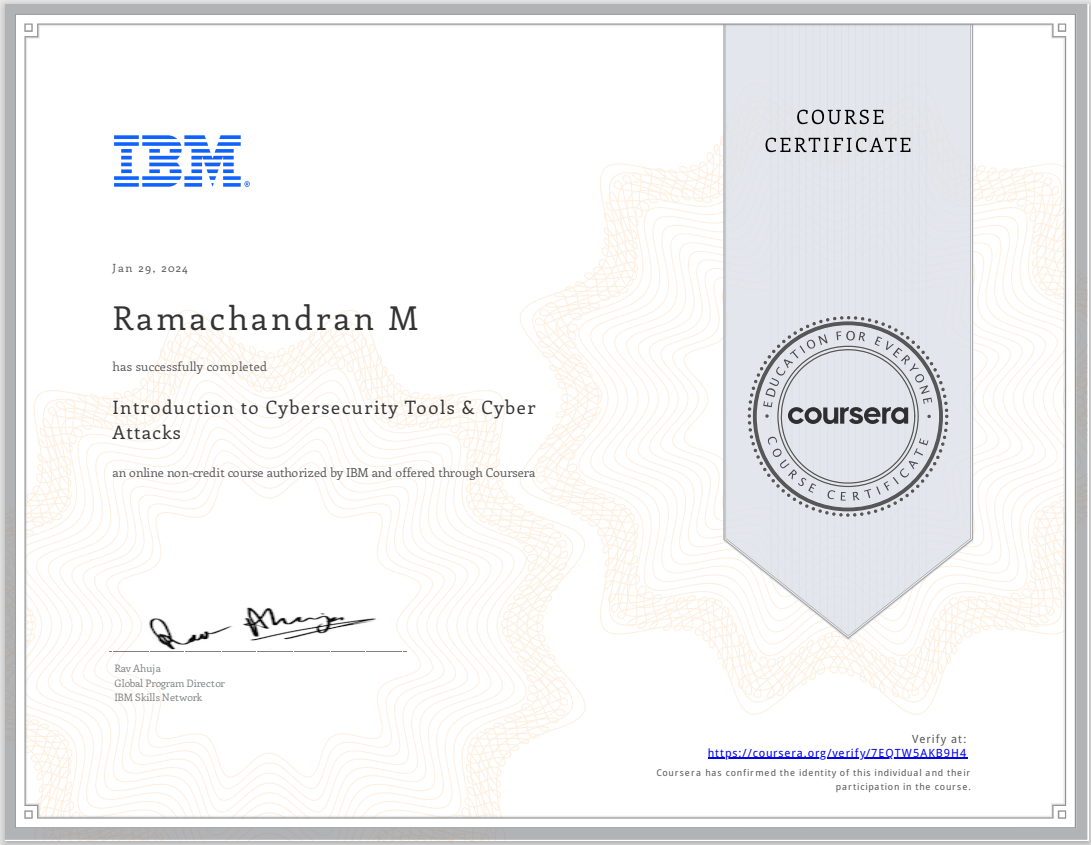 COURSE
CERTIFICATE
IBM®
Jan 29, 2024
Ramachandran M
has successfully completed
Introduction to Cybersecurity Tools & Cyber
Attacks
an online non-credit course authorized by IBM and offered through Coursera
EDUCATION FOR EVERYONE
coursera
COURSE CERTIFICATE
Rav Ahuja
Rav Ahuja
Global Program Director
IBM Skills Network
Verify at:
https://coursera.org/verify/7EQTW5AKB9H4
Coursera has confirmed the identity of this individual and their
participation in the course.